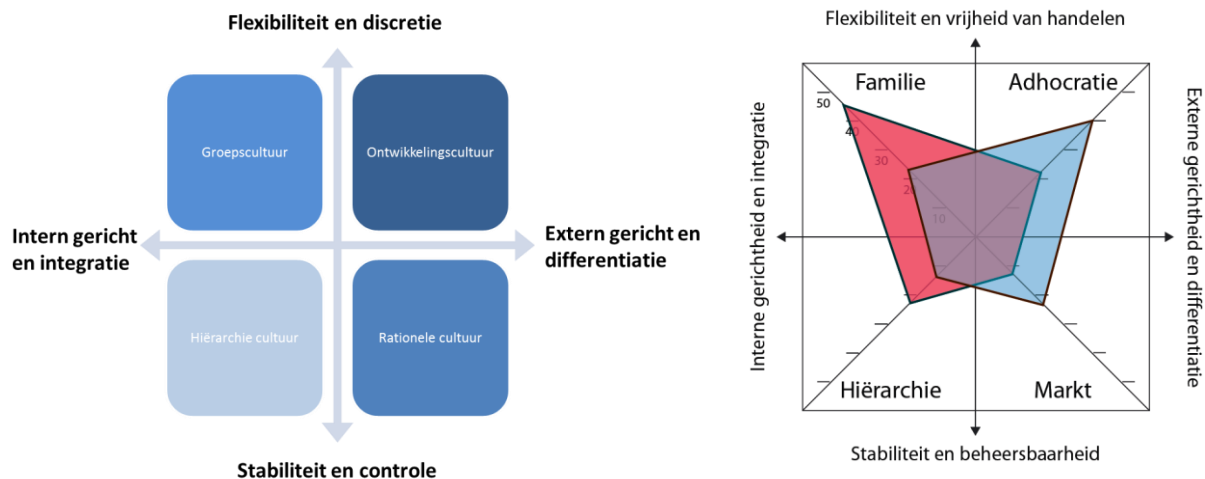 Flexibiliteit en discretie
Groepscultuur
Ontwikkelingscultuur
Intern gericht
en integratie
Extern gericht en
differentiatie
Hiërarchie cultuur
Rationele cultuur
Stabiliteit en controle
Flexibiliteit en vrijheid van handelen
Familie
Adhocratie
50
40
30
20
10
Interne gerichtheid en integratie
Externe gerichtheid en differentiatie
Hiërarchie
Markt
Stabiliteit en beheersbaarheid